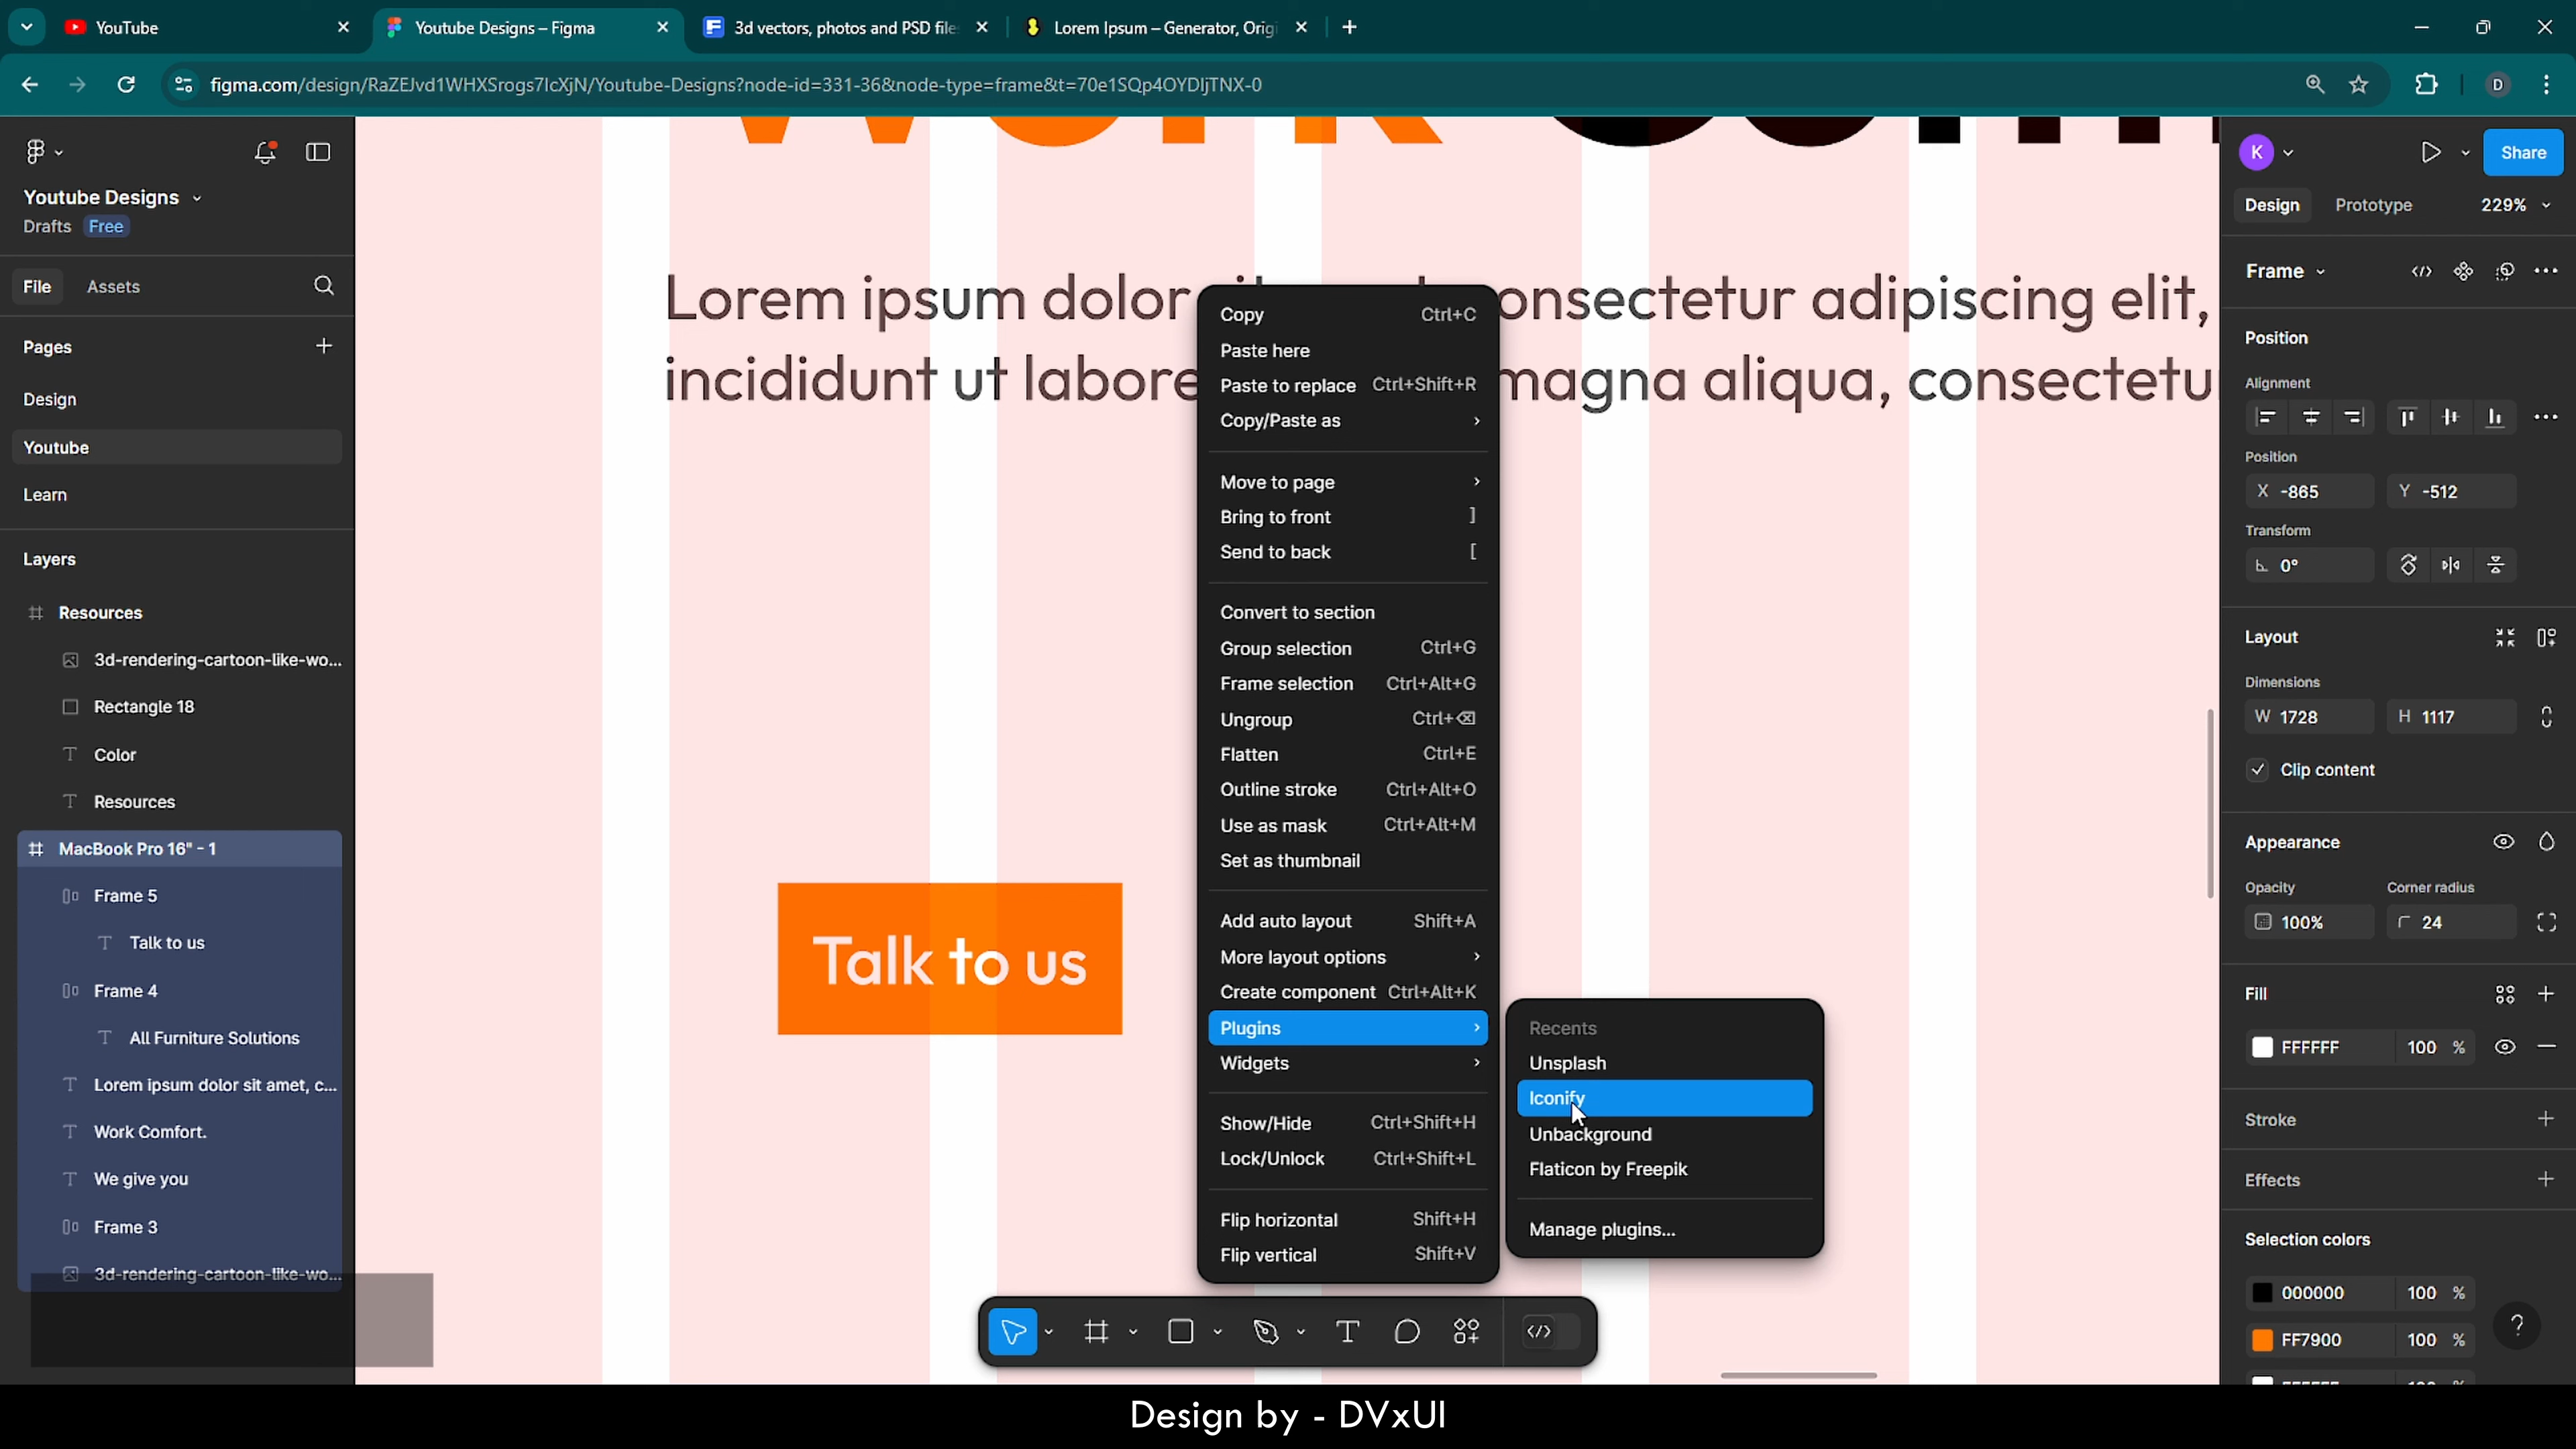 YouTube
Youtube Designs – Figma
3d vectors, photos and PSD file
Lorem Ipsum – Generator, Orig
figma.com/design/RaZEJvd1WHXSrogs7IcXjN/Youtube-Designs?node-id=331-36&node-type=frame&t=70e1SQp4OYDIjTNX-0
D
Youtube Designs
Drafts Free
File Assets
Pages
Design
Youtube
Learn
Layers
Resources
3d-rendering-cartoon-like-wo...
Rectangle 18
Color
Resources
MacBook Pro 16" - 1
Frame 5
Talk to us
Frame 4
All Furniture Solutions
Lorem ipsum dolor sit amet, c...
Work Comfort.
We give you
Frame 3
3d-rendering-cartoon-like-wo...
Lorem ipsum dolor
onsectetur adipiscing elit,
incididunt ut labore
magna aliqua, consectetu
Talk to us
Copy Ctrl+C
Paste here
Paste to replace Ctrl+Shift+R
Copy/Paste as
Move to page
Bring to front ]
Send to back [
Convert to section
Group selection Ctrl+G
Frame selection Ctrl+Alt+G
Ungroup Ctrl+⌫
Flatten Ctrl+E
Outline stroke Ctrl+Alt+O
Use as mask Ctrl+Alt+M
Set as thumbnail
Add auto layout Shift+A
More layout options
Create component Ctrl+Alt+K
Plugins
Widgets
Show/Hide Ctrl+Shift+H
Lock/Unlock Ctrl+Shift+L
Flip horizontal Shift+H
Flip vertical Shift+V
Recents
Unsplash
Iconify
Unbackground
Flaticon by Freepik
Manage plugins...
K
Share
Design Prototype 229%
Frame
Position
Alignment
Position
X -865 Y -512
Transform
0°
Layout
Dimensions
W 1728 H 1117
Clip content
Appearance
Opacity Corner radius
100% 24
Fill
FFFFFF 100 %
Stroke
Effects
Selection colors
000000 100 %
FF7900 100 %
?
Design by - DVxUI